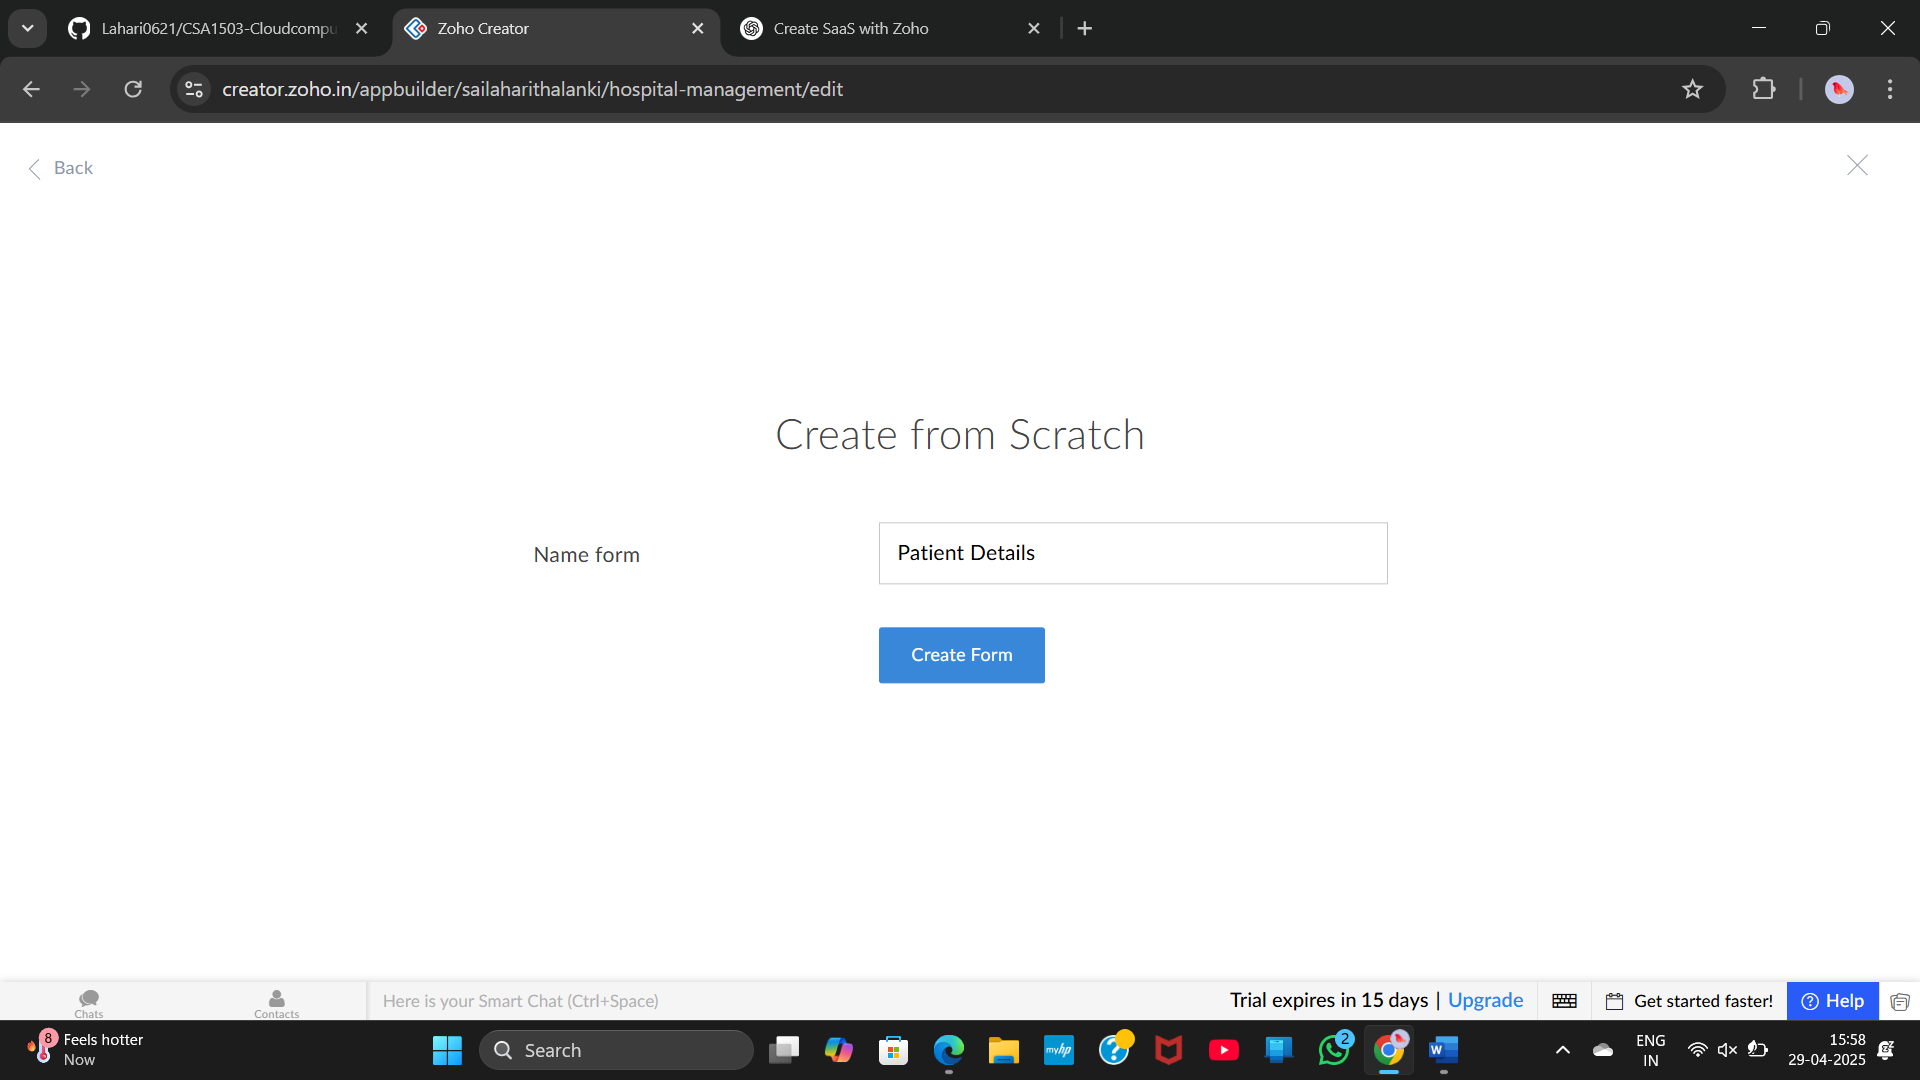 Lahari0621/CSA1503-Cloudcompu
Zoho Creator
Create SaaS with Zoho
creator.zoho.in/appbuilder/sailaharithalanki/hospital-management/edit
Back
Create from Scratch
Name form
Patient Details
Create Form
Chats
Contacts
Here is your Smart Chat (Ctrl+Space)
Trial expires in 15 days | Upgrade
Get started faster!
? Help
8
Feels hotter
Now
Search
myhp
2
W
ENG
IN
15:58
29-04-2025